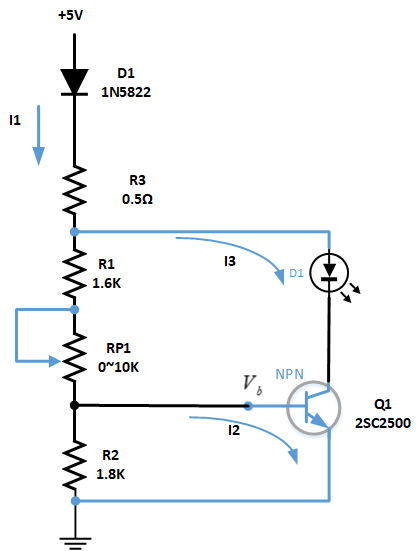 +5V
D1
1N5822
I1
R3
0.5Ω
I3
D1
R1
1.6K
RP1
0~10K
Vb
NPN
Q1
2SC2500
I2
R2
1.8K